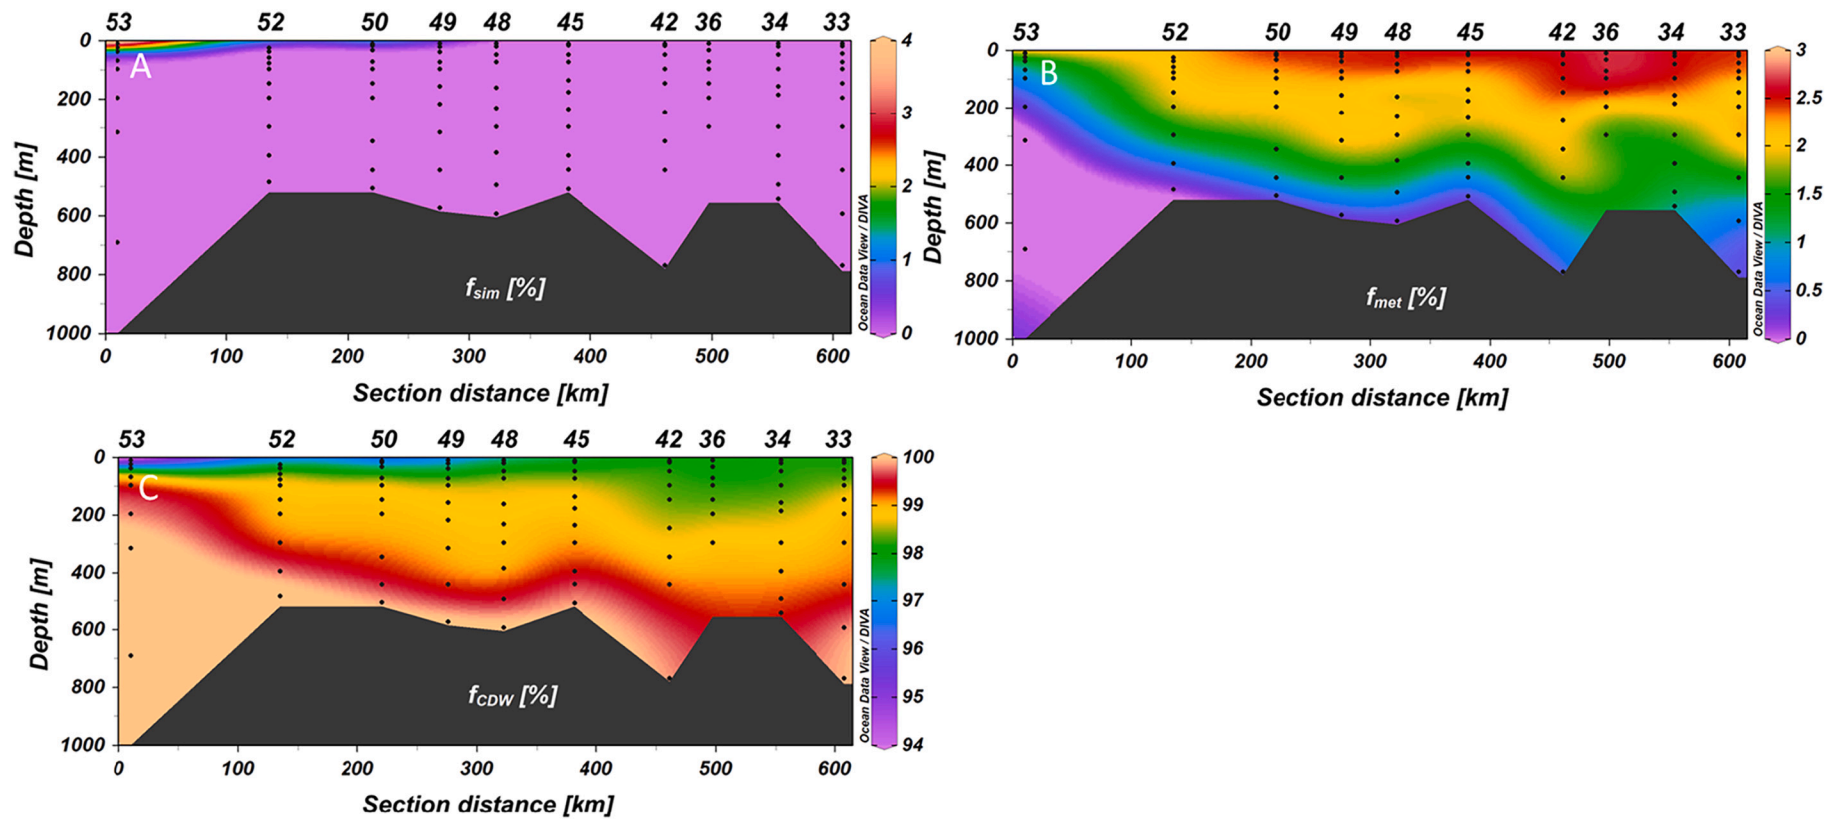 53 52 50 49 48 45 42 36 34 33
0
200
400
600
800
1000
Depth [m]
A
f_sim [%]
4
3
2
1
0
Ocean Data View / DIVA
0 100 200 300 400 500 600
Section distance [km]
53 52 50 49 48 45 42 36 34 33
0
200
400
600
800
1000
Depth [m]
B
f_met [%]
3
2.5
2
1.5
1
0.5
0
Ocean Data View / DIVA
0 100 200 300 400 500 600
Section distance [km]
53 52 50 49 48 45 42 36 34 33
0
200
400
600
800
1000
Depth [m]
C
f_CDW [%]
100
99
98
97
96
95
94
Ocean Data View / DIVA
0 100 200 300 400 500 600
Section distance [km]